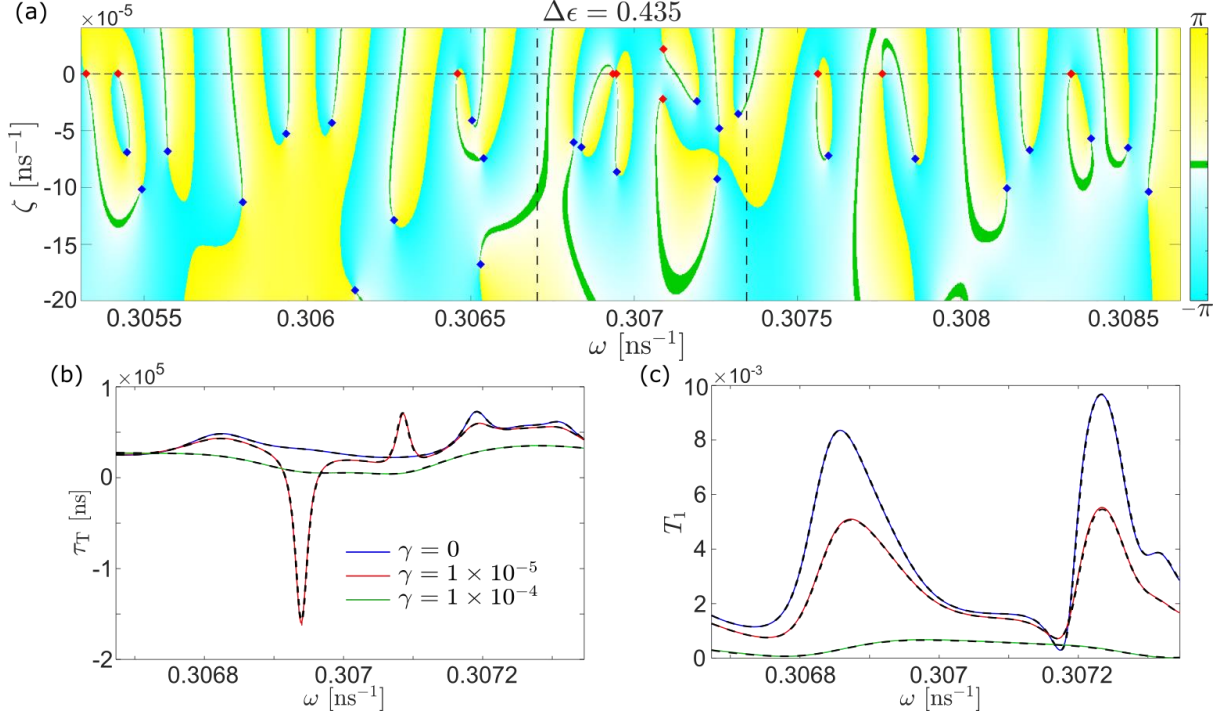 (a)
Δϵ = 0.435
×10⁻⁵
π
0
-5
-10
-15
-20
ζ [ns⁻¹]
−π
0.3055
0.306
0.3065
0.307
0.3075
0.308
0.3085
ω [ns⁻¹]
(b)
×10⁵
1
0
-1
-2
τ_T [ns]
γ = 0
γ = 1 × 10⁻⁵
γ = 1 × 10⁻⁴
0.3068
0.307
0.3072
ω [ns⁻¹]
(c)
×10⁻³
10
8
6
4
2
0
T₁
0.3068
0.307
0.3072
ω [ns⁻¹]